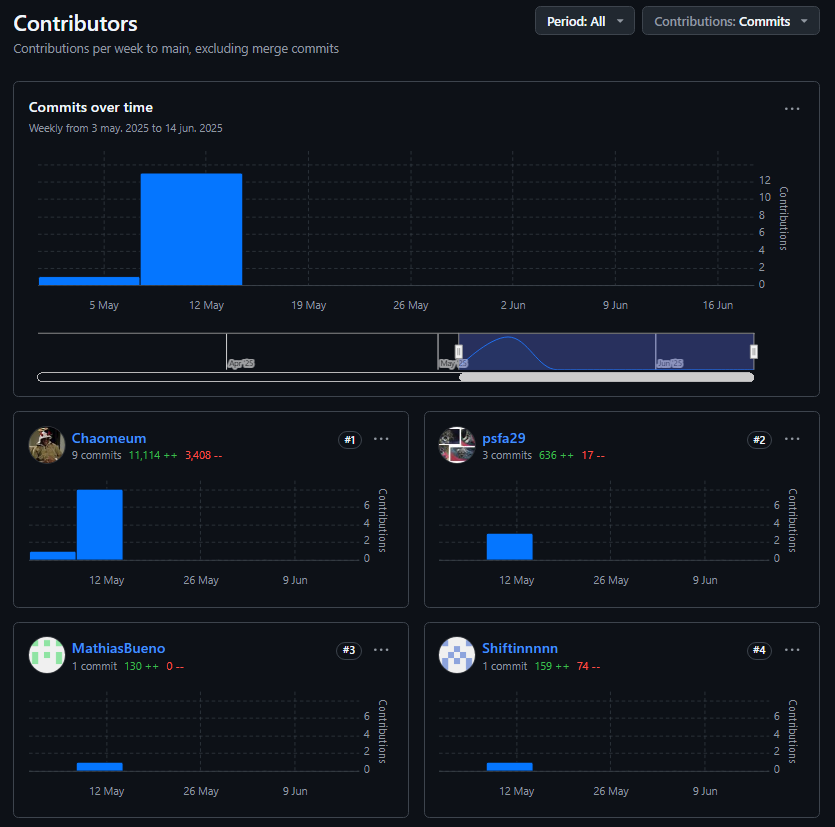 Contributors
Period: All
Contributions: Commits
Contributions per week to main, excluding merge commits
Commits over time
Weekly from 3 may. 2025 to 14 jun. 2025
12
10
8
6
4
2
0
Contributions
5 May 12 May 19 May 26 May 2 Jun 9 Jun 16 Jun
Apr '25 May '25 Jun '25
Chaomeum
#1
9 commits 11,114 ++ 3,408 --
6
4
2
0
Contributions
12 May 26 May 9 Jun
psfa29
#2
3 commits 636 ++ 17 --
6
4
2
0
Contributions
12 May 26 May 9 Jun
MathiasBueno
#3
1 commit 130 ++ 0 --
6
4
2
0
Contributions
12 May 26 May 9 Jun
Shiftinnnnn
#4
1 commit 159 ++ 74 --
6
4
2
0
Contributions
12 May 26 May 9 Jun